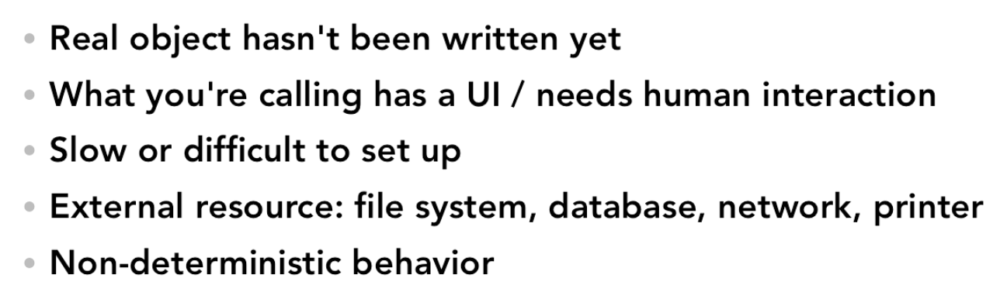 • Real object hasn't been written yet
• What you're calling has a UI / needs human interaction
• Slow or difficult to set up
• External resource: file system, database, network, printer
• Non-deterministic behavior